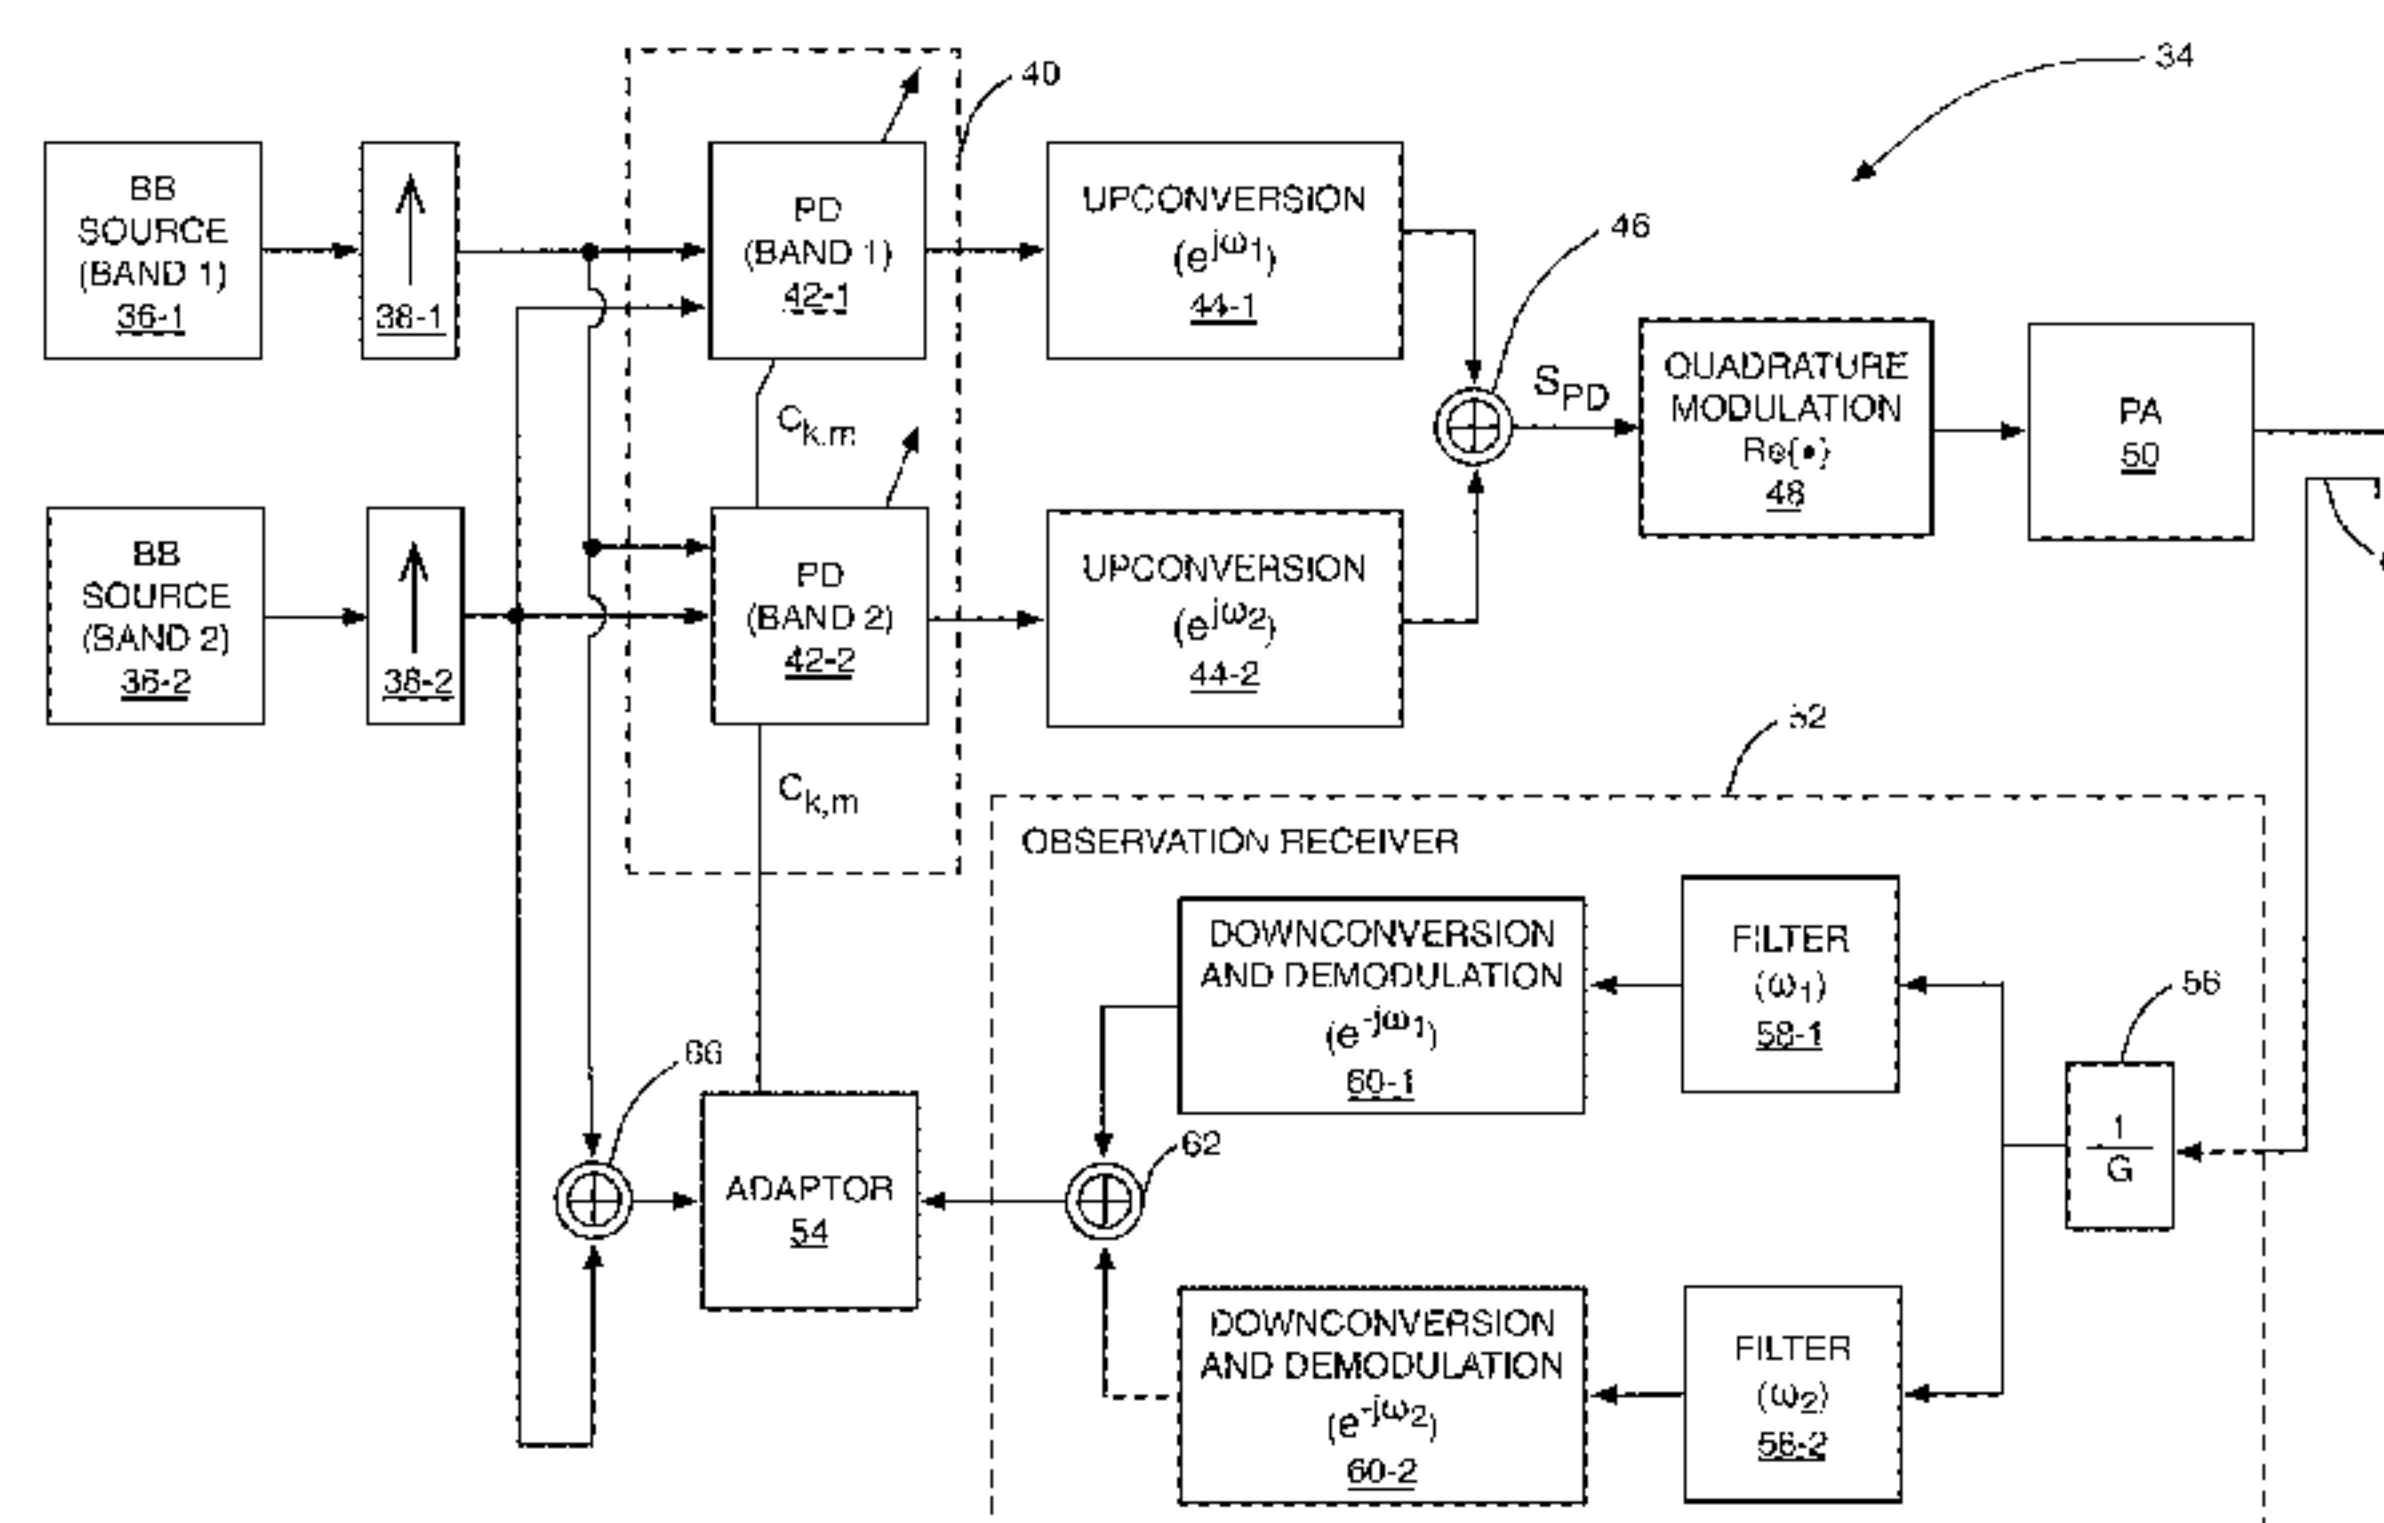 34
40
BB
SOURCE
(BAND 1)
36-1
38-1
PD
(BAND 1)
42-1
UPCONVERSION
(e^jω1)
44-1
46
S_PD
QUADRATURE
MODULATION
Re{•}
48
PA
50
C_k,m
BB
SOURCE
(BAND 2)
36-2
38-2
PD
(BAND 2)
42-2
UPCONVERSION
(e^jω2)
44-2
C_k,m
52
OBSERVATION RECEIVER
DOWNCONVERSION
AND DEMODULATION
(e^-jω1)
60-1
FILTER
(ω1)
58-1
56
1
G
66
ADAPTOR
54
62
DOWNCONVERSION
AND DEMODULATION
(e^-jω2)
60-2
FILTER
(ω2)
58-2